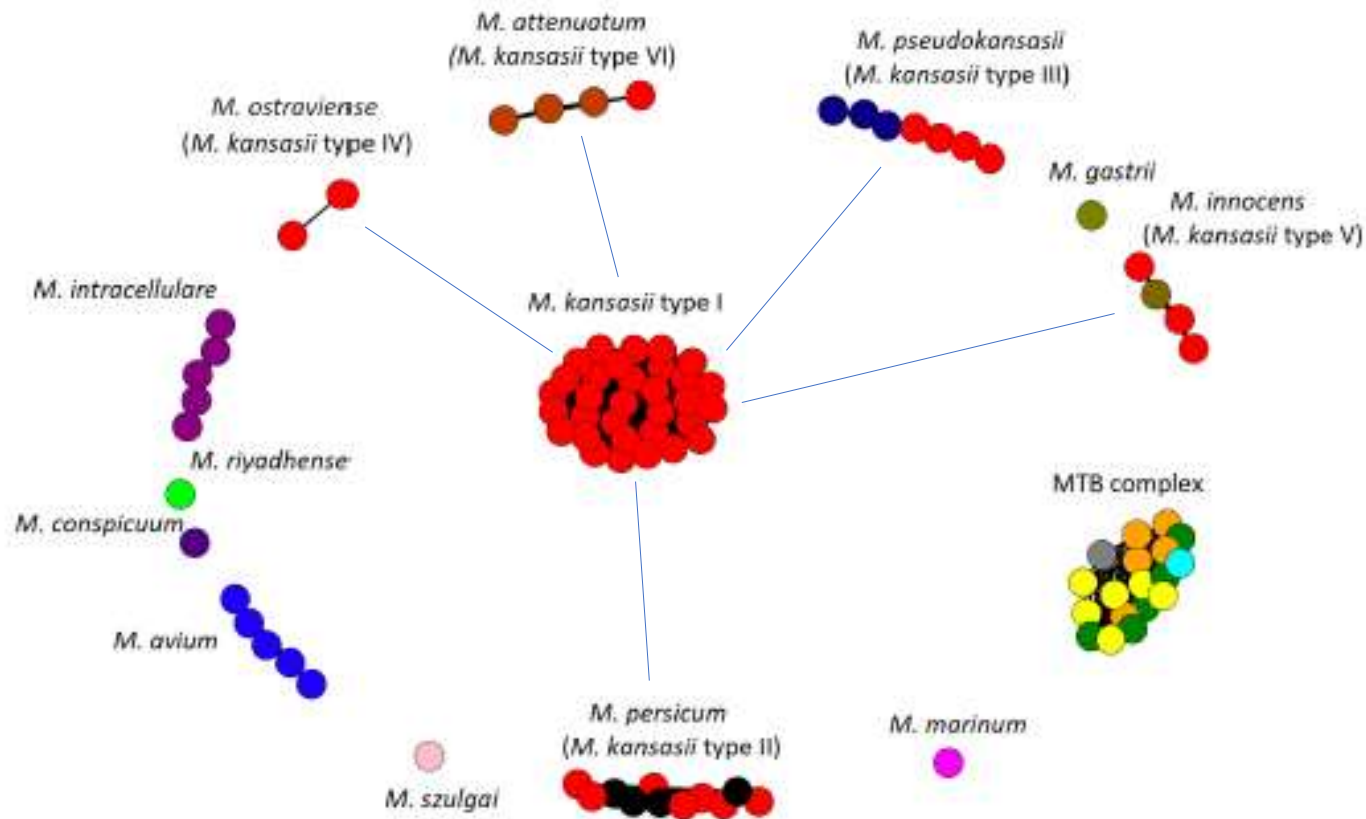 M. attenuatum
(M. kansasii type VI)
M. pseudokansasii
(M. kansasii type III)
M. ostraviense
(M. kansasii type IV)
M. gastrii
M. innocens
(M. kansasii type V)
M. intracellulare
M. kansasii type I
M. riyadhense
MTB complex
M. conspicuum
M. avium
M. persicum
(M. kansasii type II)
M. marinum
M. szulgai